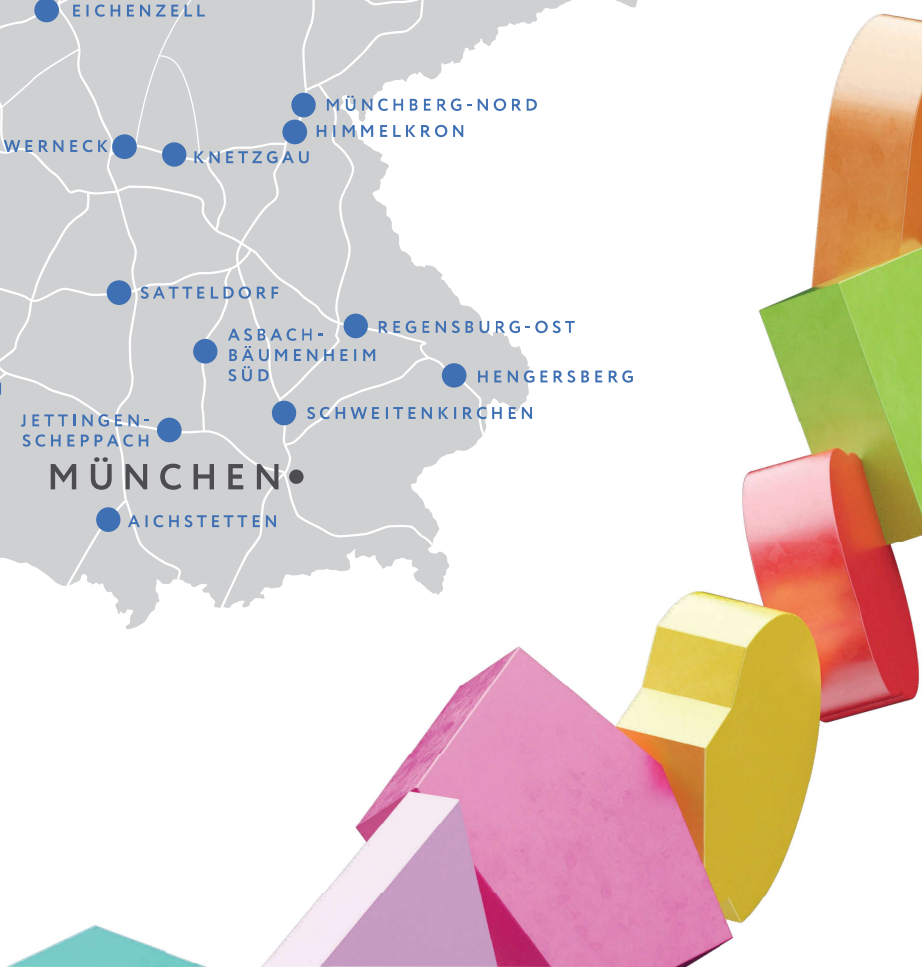 EICHENZELL
MÜNCHBERG-NORD
HIMMELKRON
WERNECK
KNETZGAU
SATTELDORF
REGENSBURG-OST
ASBACH-
BÄUMENHEIM
SÜD
HENGERSBERG
SCHWEITENKIRCHEN
JETTINGEN-
SCHEPPACH
MÜNCHEN
AICHSTETTEN